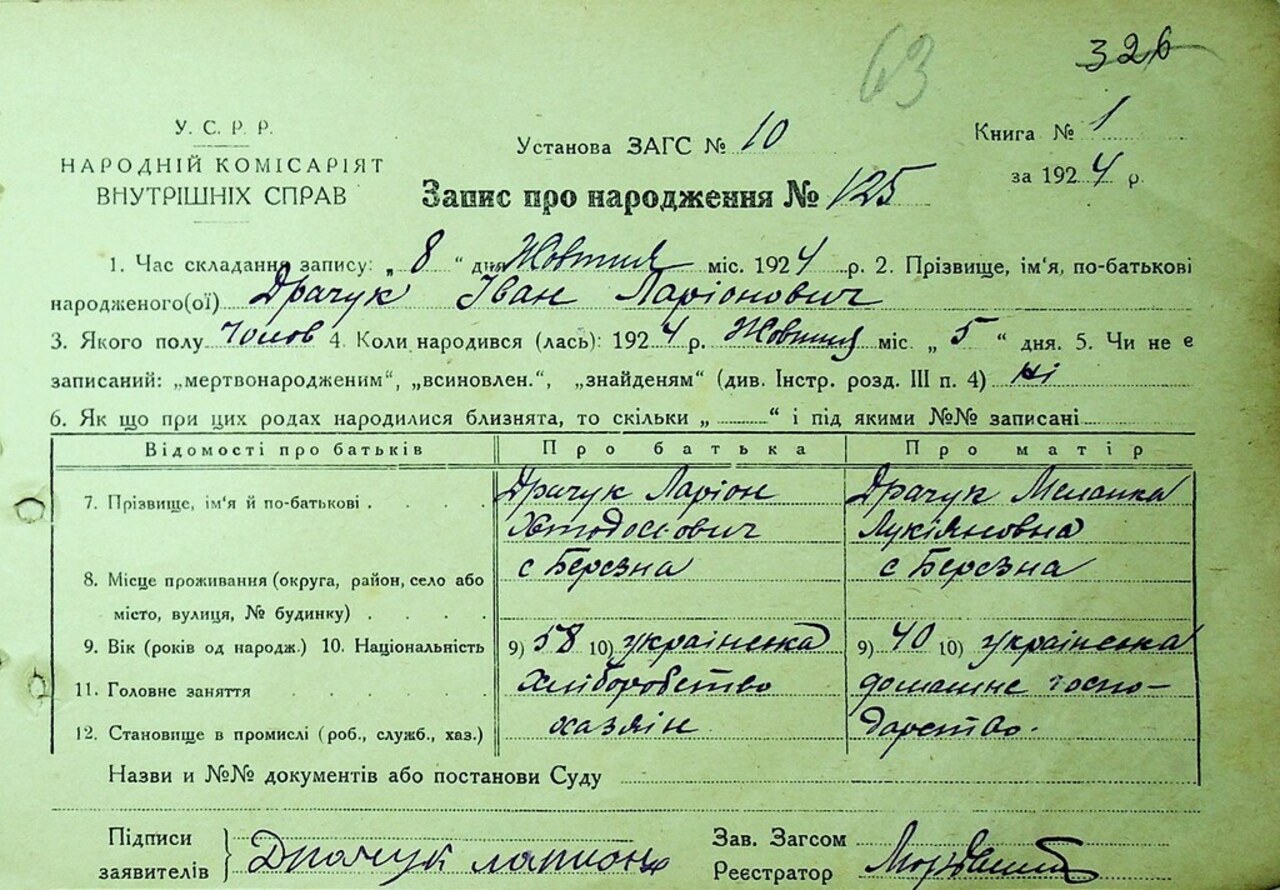 63
326
У. С. Р. Р.
НАРОДНІЙ КОМІСАРІЯТ
ВНУТРІШНІХ СПРАВ
Установа ЗАГС № 10
Книга № 1
за 1924 р.
Запис про народження № 125
1. Час складання запису: „ 8 “ дня Жовтня міс. 1924 р. 2. Прізвище, ім'я, по-батькові
народженого(ої) Драчук Іван Ларіонович
3. Якого полу Чолов 4. Коли народився (лась): 1924 р. Жовтня міс. „ 5 “ дня. 5. Чи не є
записаний: „мертвонародженим“, „всиновлен.“, „знайденям“ (див. Інстр. розд. III п. 4) Ні
6. Як що при цих родах народилися близнята, то скільки „ ........ “ і під якими №№ записані
Відомості про батьків Про батька Про матір
7. Прізвище, ім'я й по-батькові . . . . Драчук Ларіон Драчук Меланка
Лукіяновна
с Березна с Березна
8. Місце проживання (округа, район, село або
місто, вулиця, № будинку) . . . .
9. Вік (років од народж.) 10. Національність 9) 58 10) українська 9) 40 10) українська
11. Головне заняття . . . . . Хліборобство домашнє госпо-
12. Становище в промислі (роб., служб., хаз.) хазяін дарство.
Назви и №№ документів або постанови Суду
Підписи
заявителів } Драчук
Зав. Загсом
Реєстратор